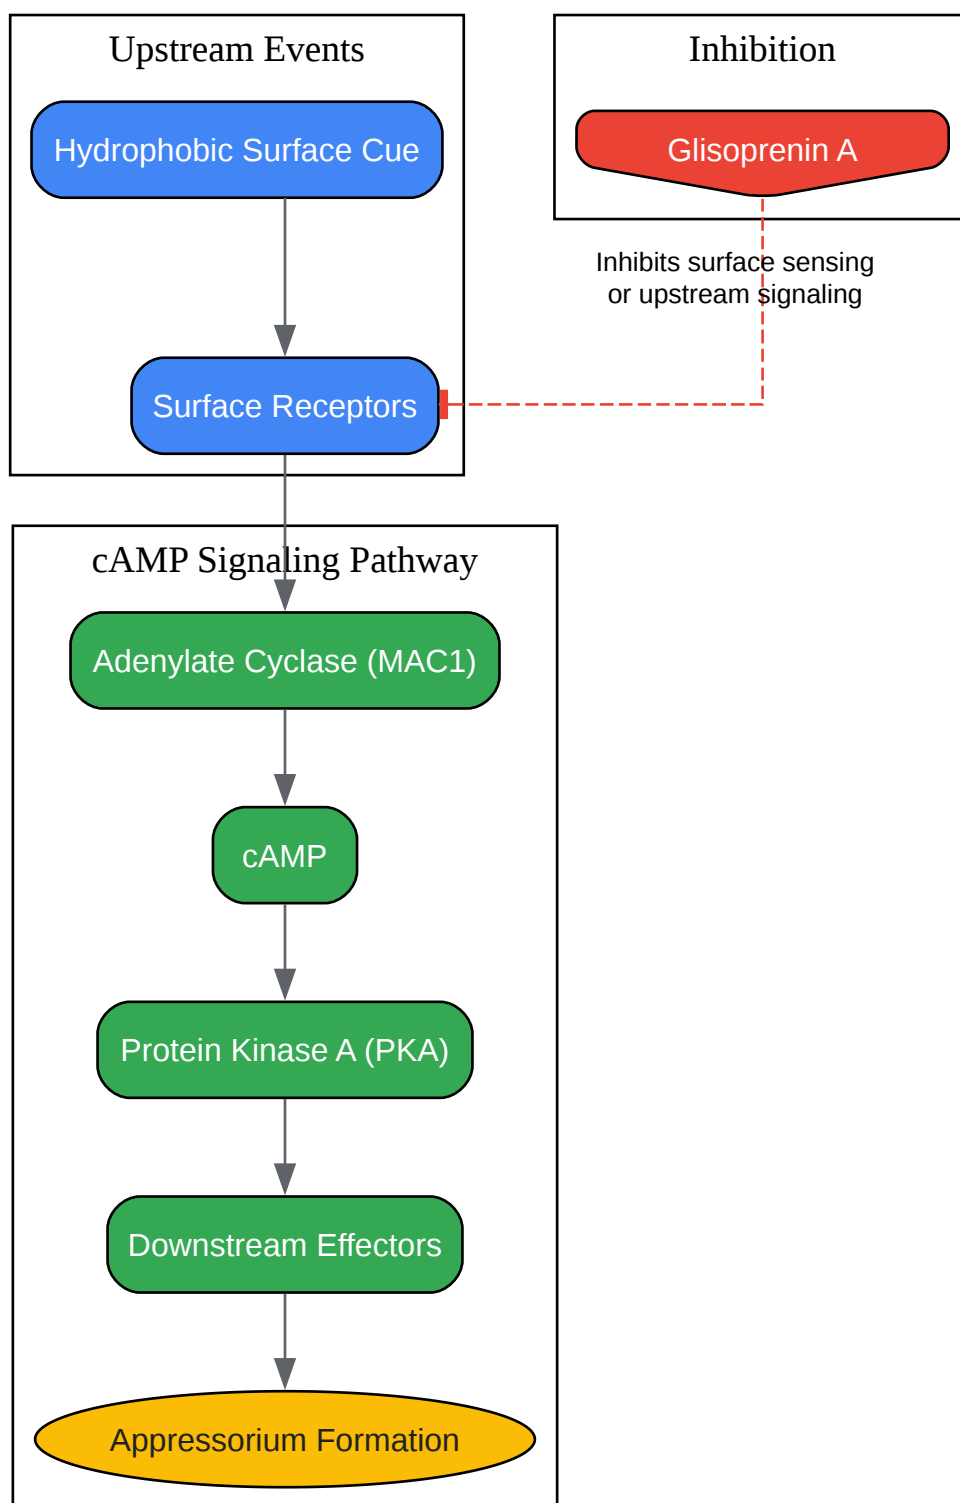 Upstream Events
Hydrophobic Surface Cue
Surface Receptors
Inhibition
Glisoprenin A
Inhibits surface sensing
or upstream signaling
cAMP Signaling Pathway
Adenylate Cyclase (MAC1)
cAMP
Protein Kinase A (PKA)
Downstream Effectors
Appressorium Formation